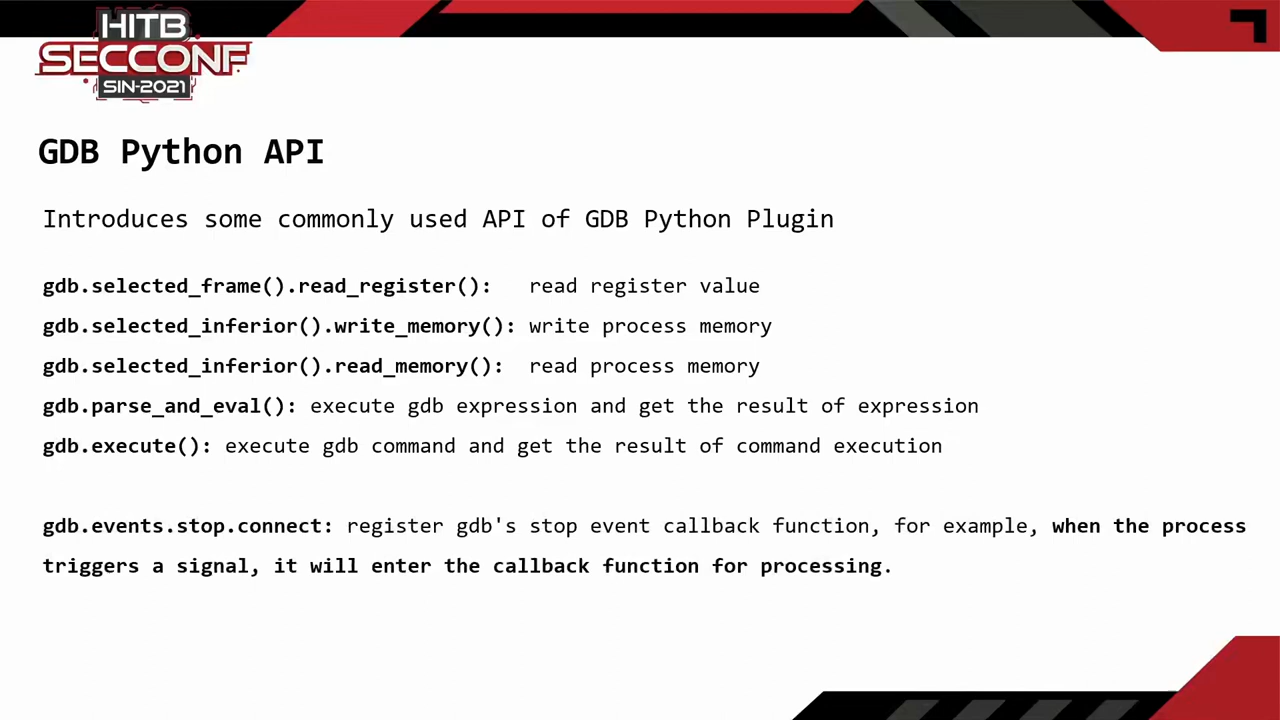 HITB
SECCONF
SIN-2021
GDB Python API
Introduces some commonly used API of GDB Python Plugin
gdb.selected_frame().read_register(): read register value
gdb.selected_inferior().write_memory(): write process memory
gdb.selected_inferior().read_memory(): read process memory
gdb.parse_and_eval(): execute gdb expression and get the result of expression
gdb.execute(): execute gdb command and get the result of command execution
gdb.events.stop.connect: register gdb's stop event callback function, for example, when the process
triggers a signal, it will enter the callback function for processing.